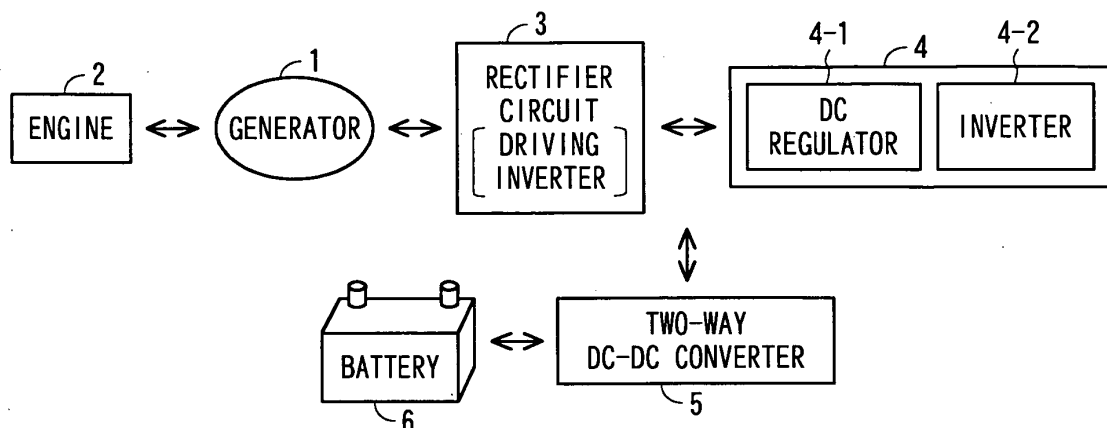 2
ENGINE
1
GENERATOR
3
RECTIFIER
CIRCUIT
DRIVING
INVERTER
4
4-1
DC
REGULATOR
4-2
INVERTER
BATTERY
6
TWO-WAY
DC-DC CONVERTER
5